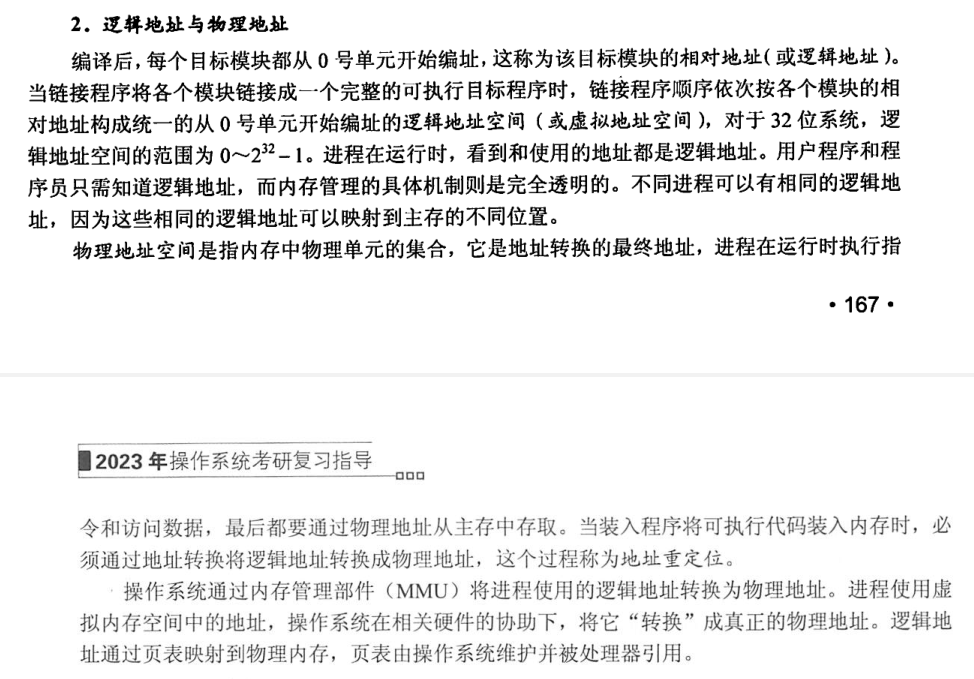 2. 逻辑地址与物理地址
编译后，每个目标模块都从 0 号单元开始编址，这称为该目标模块的相对地址（或逻辑地址）。
当链接程序将各个模块链接成一个完整的可执行目标程序时，链接程序顺序依次按各个模块的相
对地址构成统一的从 0 号单元开始编址的逻辑地址空间（或虚拟地址空间），对于 32 位系统，逻
辑地址空间的范围为 0～2³²－1。进程在运行时，看到和使用的地址都是逻辑地址。用户程序和程
序员只需知道逻辑地址，而内存管理的具体机制则是完全透明的。不同进程可以有相同的逻辑地
址，因为这些相同的逻辑地址可以映射到主存的不同位置。
物理地址空间是指内存中物理单元的集合，它是地址转换的最终地址，进程在运行时执行指
• 167 •
2023 年操作系统考研复习指导
令和访问数据，最后都要通过物理地址从主存中存取。当装入程序将可执行代码装入内存时，必
须通过地址转换将逻辑地址转换成物理地址，这个过程称为地址重定位。
操作系统通过内存管理部件（MMU）将进程使用的逻辑地址转换为物理地址。进程使用虚
拟内存空间中的地址，操作系统在相关硬件的协助下，将它“转换”成真正的物理地址。逻辑地
址通过页表映射到物理内存，页表由操作系统维护并被处理器引用。